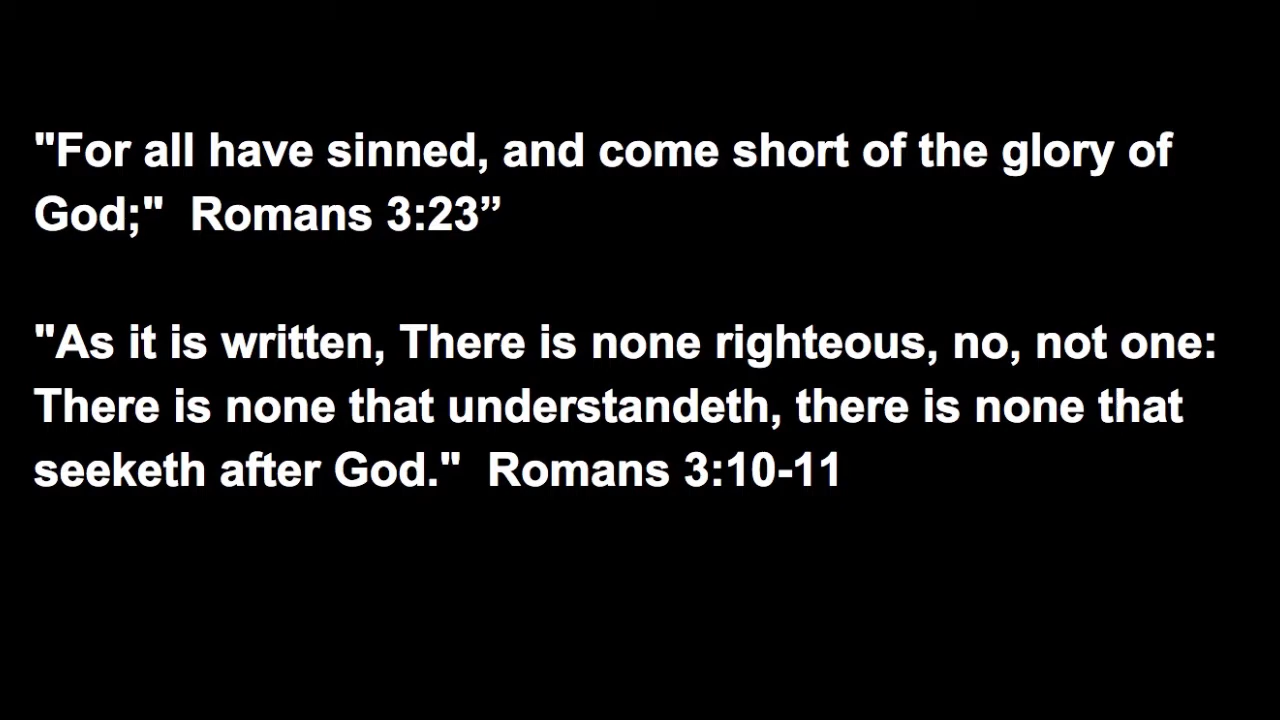 "For all have sinned, and come short of the glory of
God;"  Romans 3:23”
"As it is written, There is none righteous, no, not one:
There is none that understandeth, there is none that
seeketh after God."  Romans 3:10-11